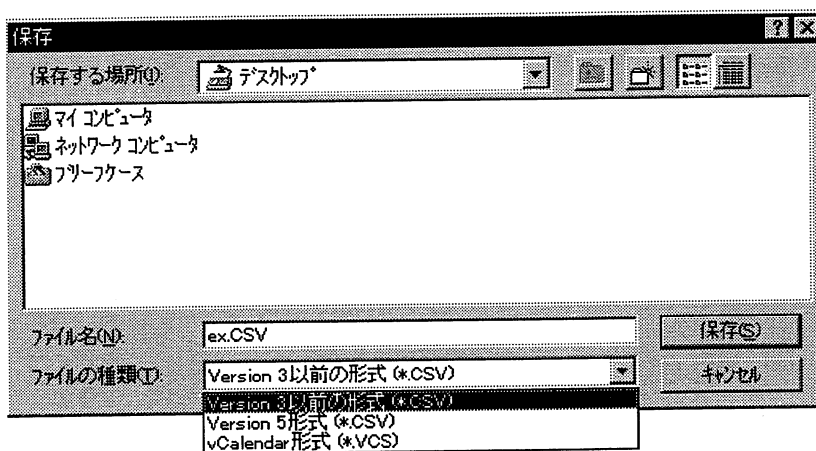 保存
保存する場所(I): デスクトップ
マイ コンピュータ
ネットワーク コンピュータ
ブリーフケース
ファイル名(N): ex.CSV 保存(S)
ファイルの種類(T): Version 3以前の形式 (*.CSV) キャンセル
Version 3以前の形式 (*.CSV)
Version 5形式 (*.CSV)
vCalendar形式 (*.VCS)